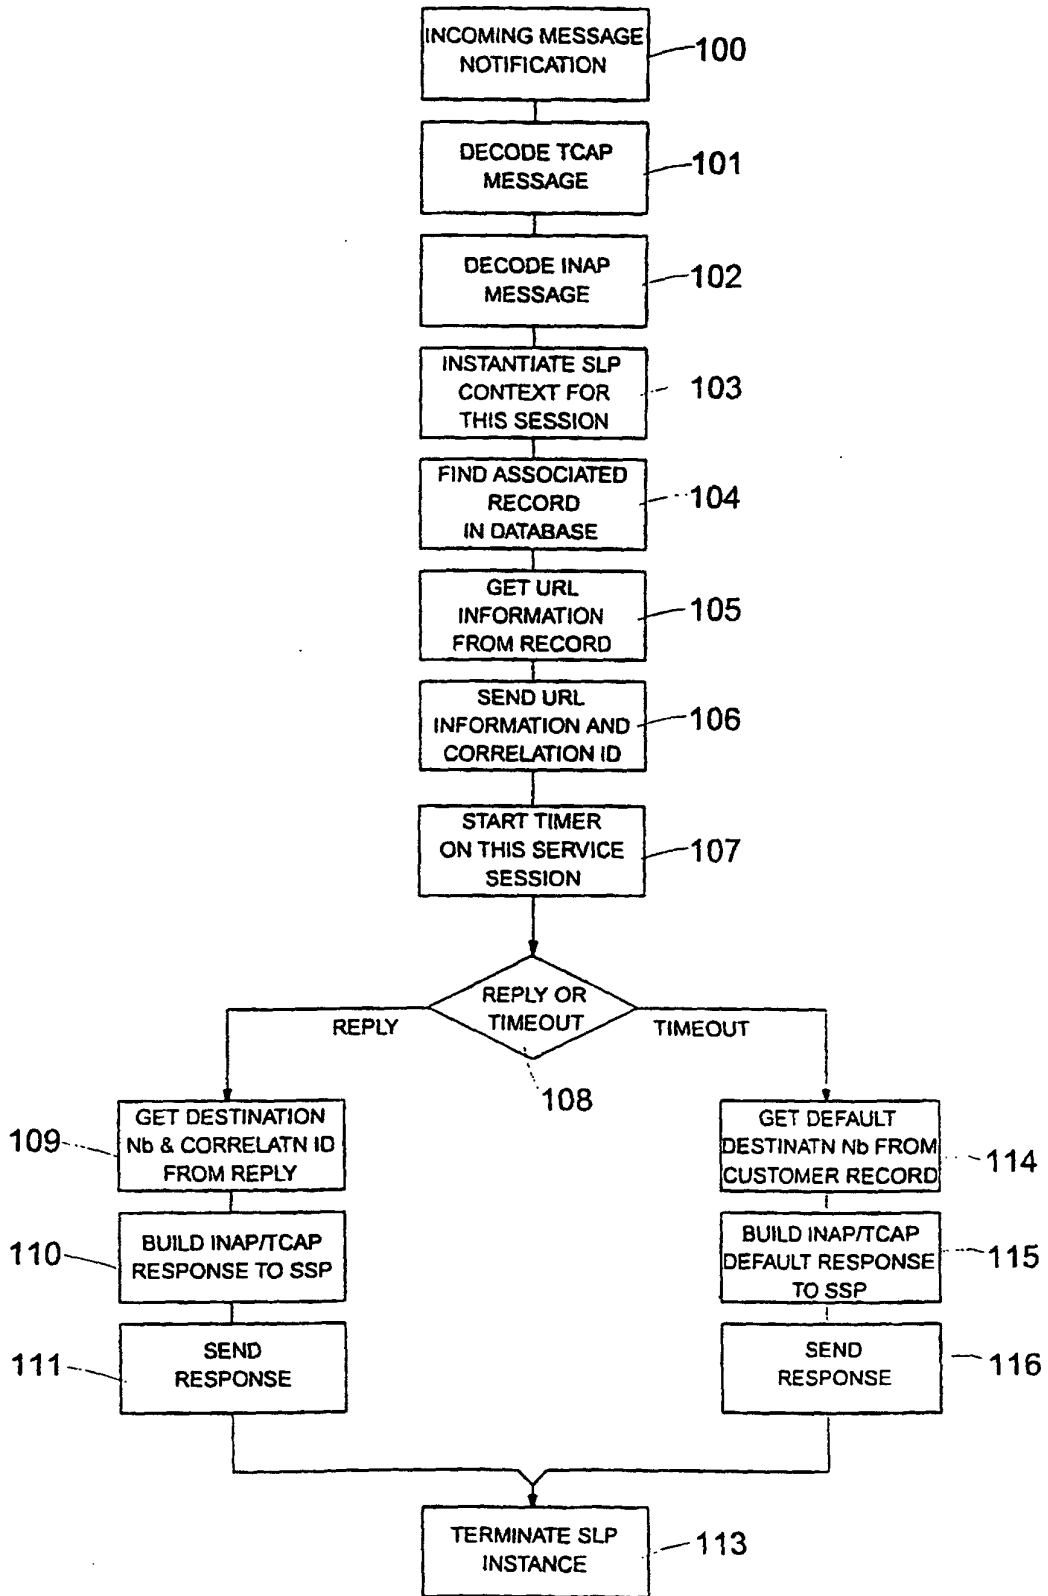 INCOMING MESSAGE
NOTIFICATION
100
DECODE TCAP
MESSAGE
101
DECODE INAP
MESSAGE
102
INSTANTIATE SLP
CONTEXT FOR
THIS SESSION
103
FIND ASSOCIATED
RECORD
IN DATABASE
104
GET URL
INFORMATION
FROM RECORD
105
SEND URL
INFORMATION AND
CORRELATION ID
106
START TIMER
ON THIS SERVICE
SESSION
107
REPLY OR
TIMEOUT
REPLY
TIMEOUT
108
GET DESTINATION
Nb & CORRELATN ID
FROM REPLY
109
GET DEFAULT
DESTINATN Nb FROM
CUSTOMER RECORD
114
BUILD INAP/TCAP
RESPONSE TO SSP
110
BUILD INAP/TCAP
DEFAULT RESPONSE
TO SSP
115
SEND
RESPONSE
111
SEND
RESPONSE
116
TERMINATE SLP
INSTANCE
113